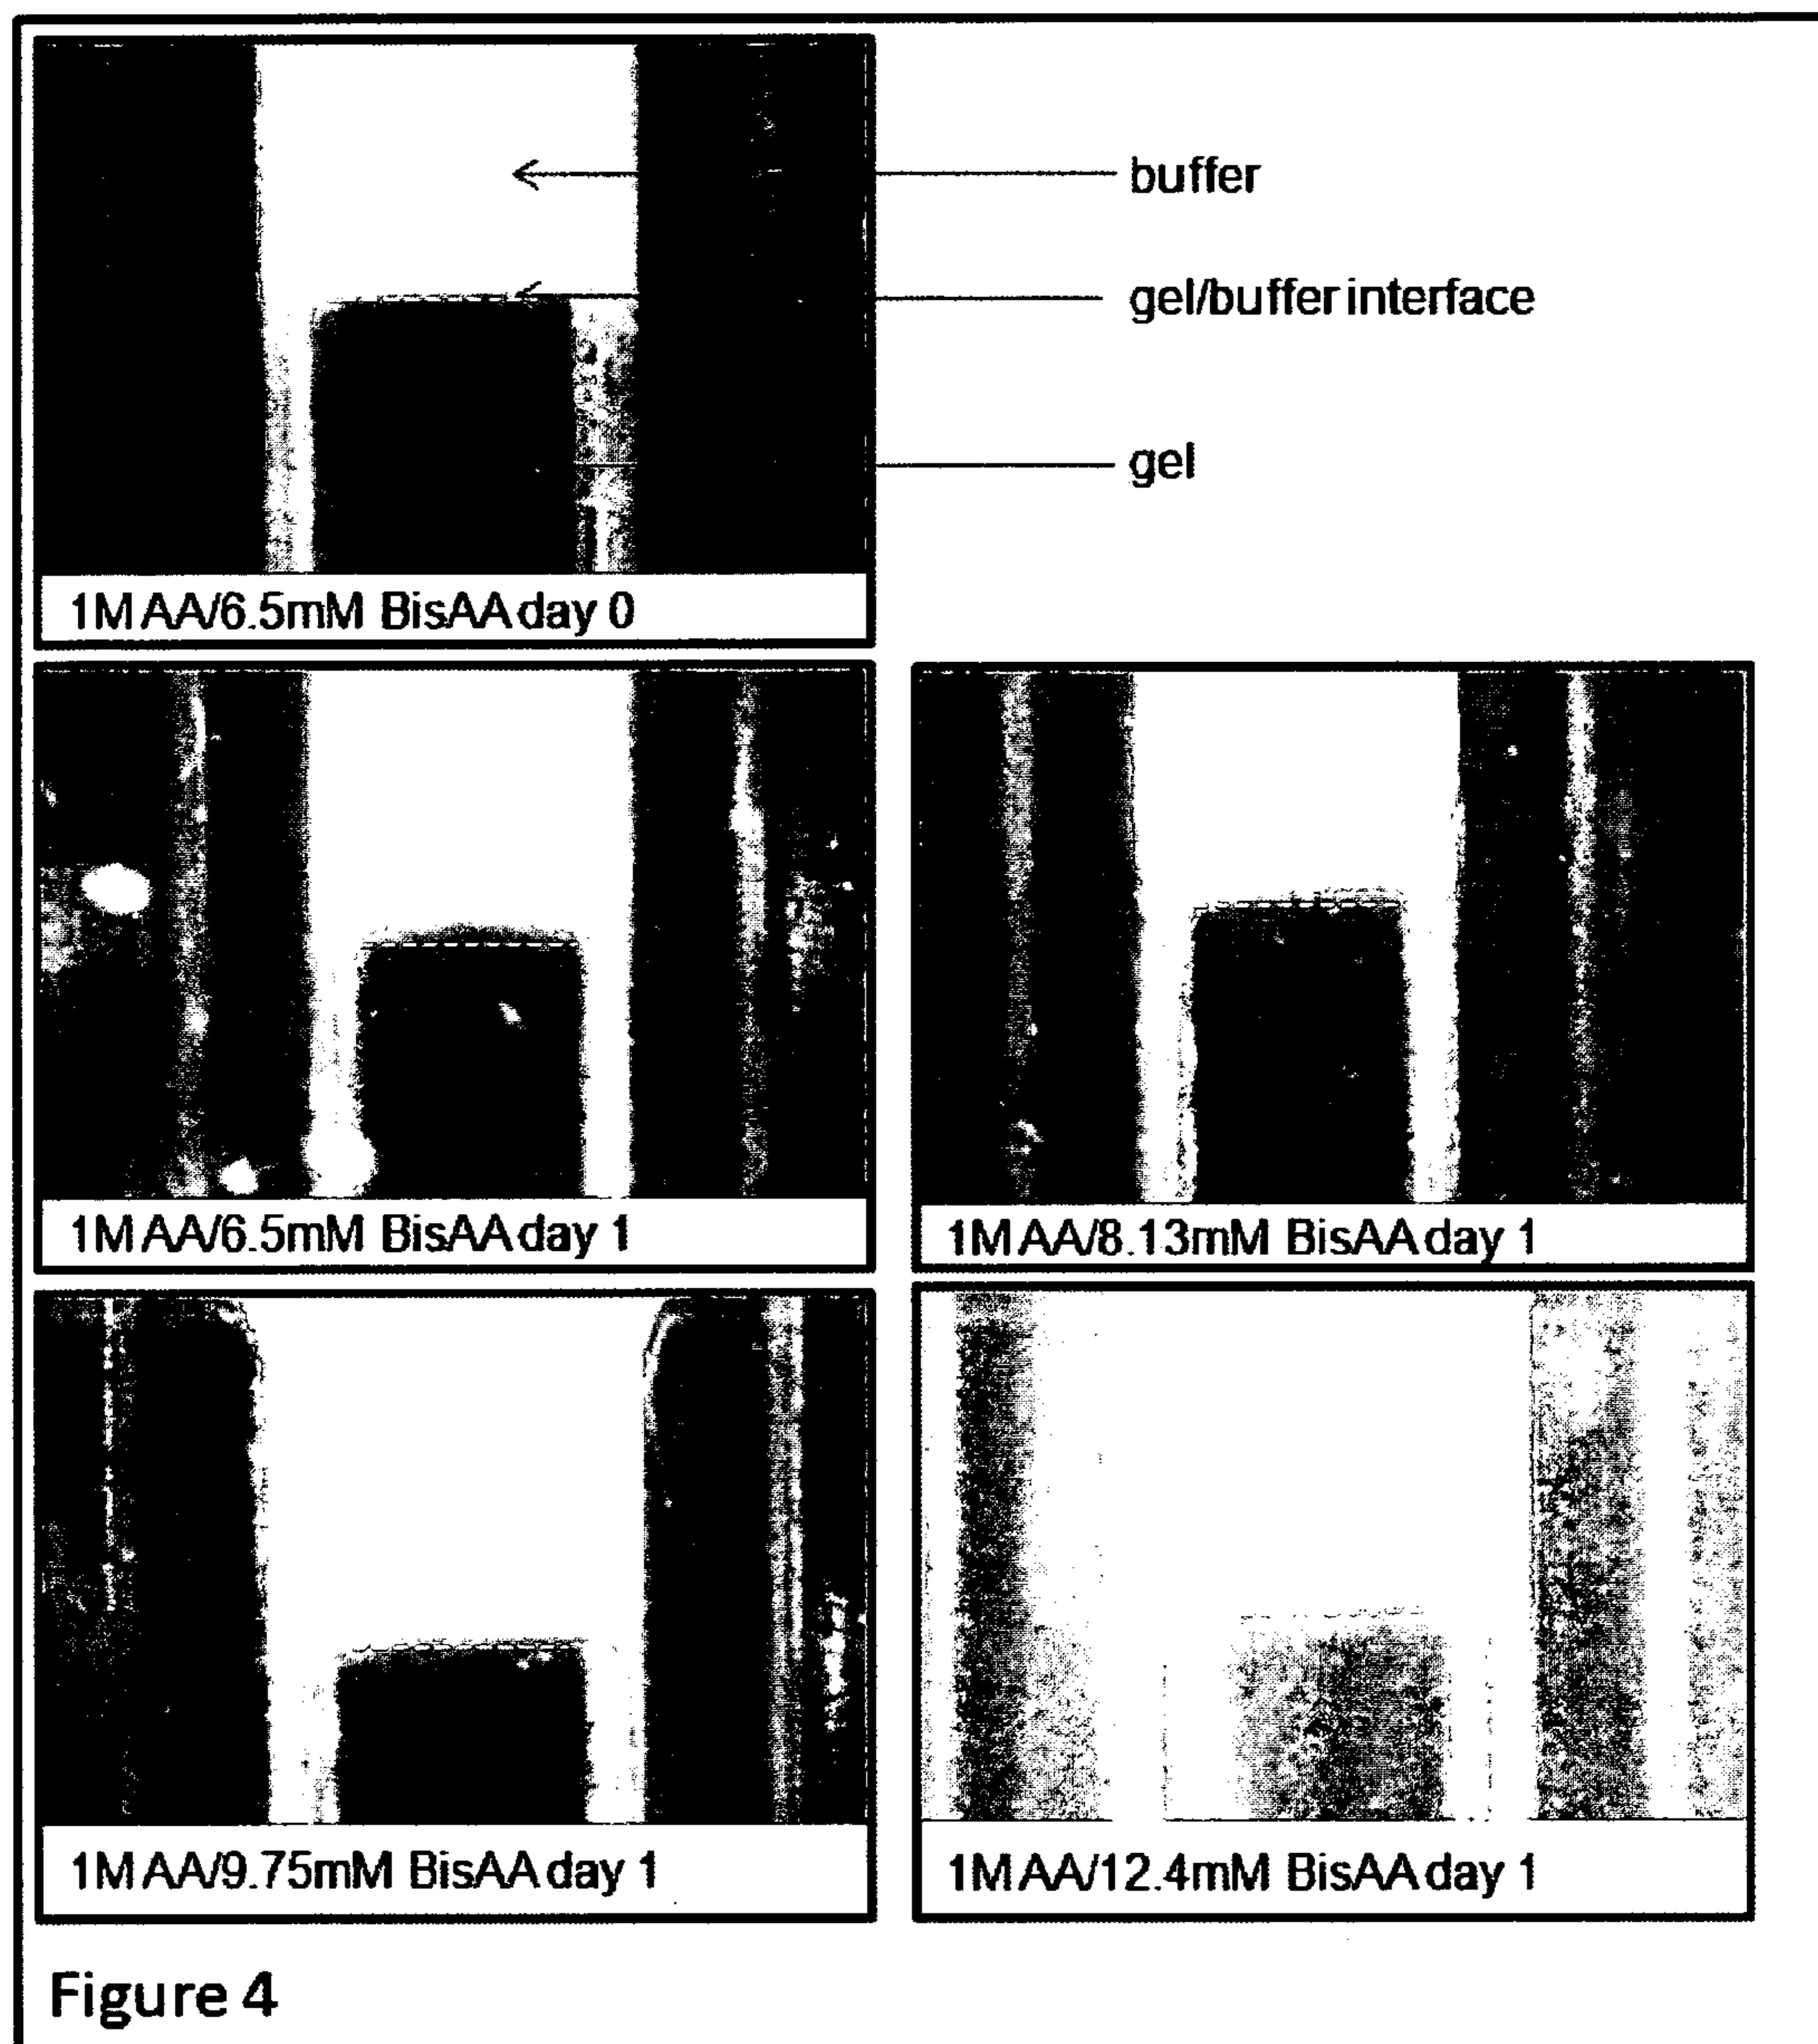 buffer
gel/buffer interface
gel
1M AA/6.5mM BisAA day 0
1M AA/6.5mM BisAA day 1
1M AA/8.13mM BisAA day 1
1M AA/9.75mM BisAA day 1
1M AA/12.4mM BisAA day 1
Figure 4